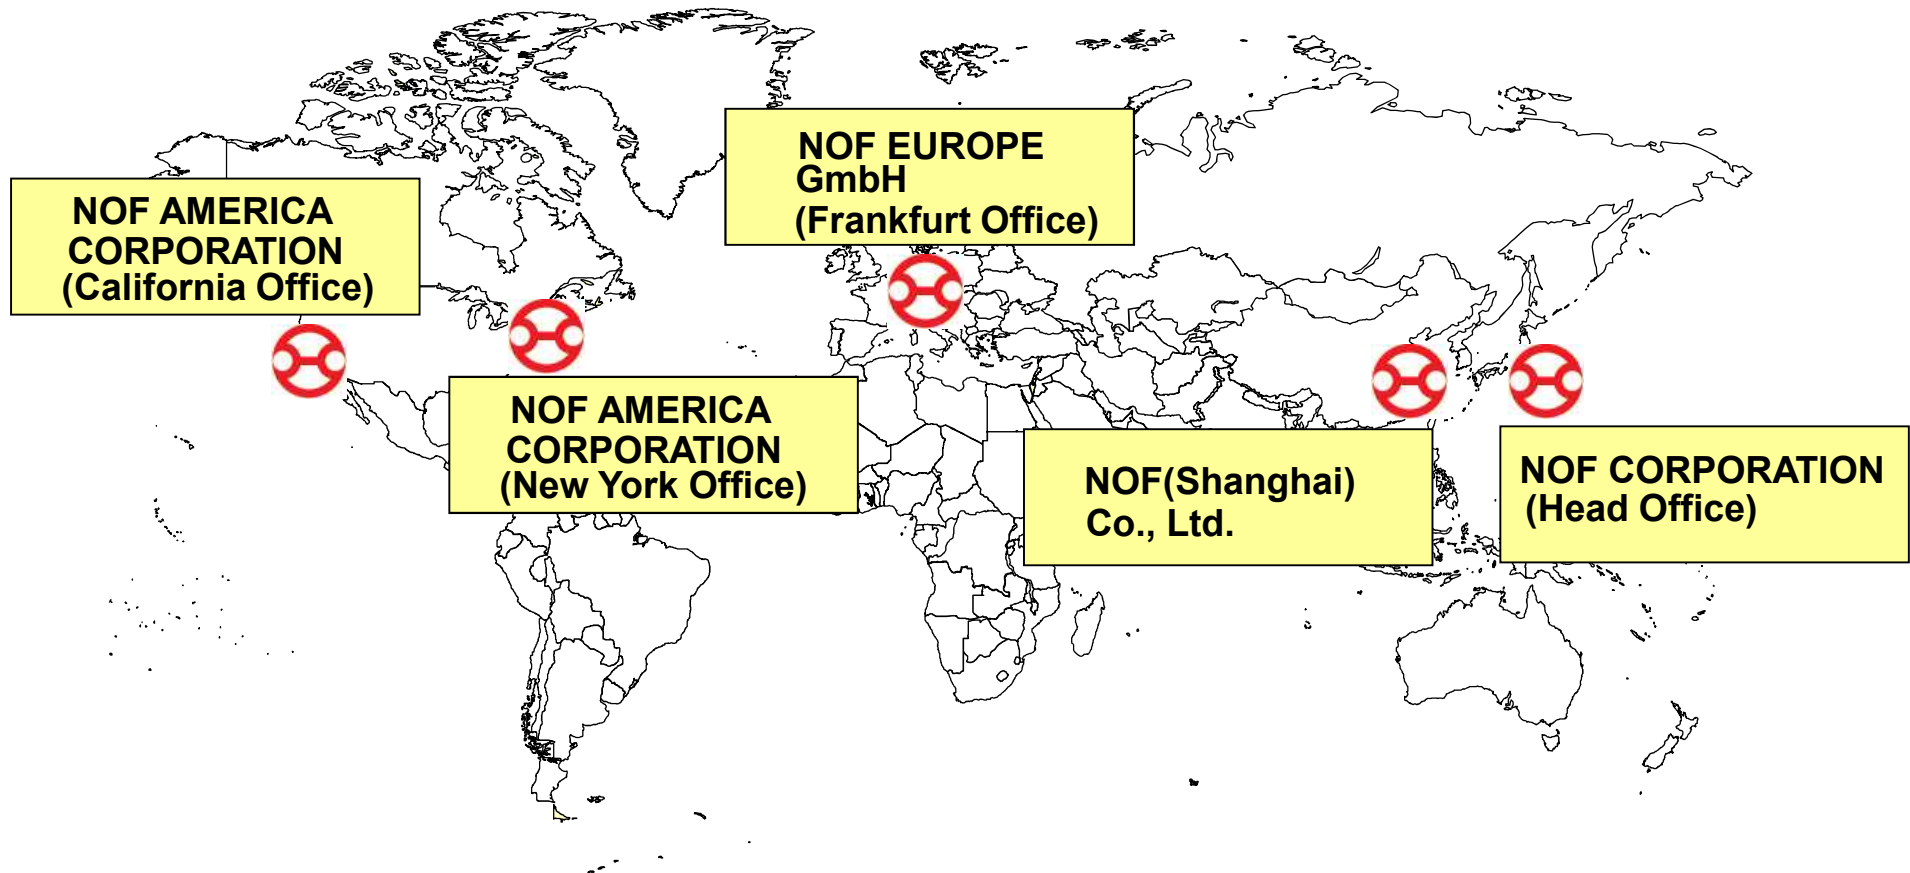 NOF EUROPE
GmbH
(Frankfurt Office)
NOF AMERICA
CORPORATION
(California Office)
NOF AMERICA
CORPORATION
(New York Office)
NOF(Shanghai)
Co., Ltd.
NOF CORPORATION
(Head Office)